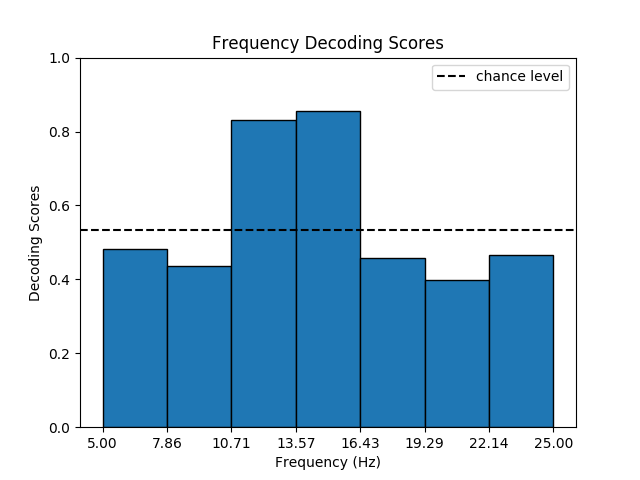 Frequency Decoding Scores
chance level
1.0
0.8
0.6
0.4
0.2
0.0
Decoding Scores
5.00 7.86 10.71 13.57 16.43 19.29 22.14 25.00
Frequency (Hz)